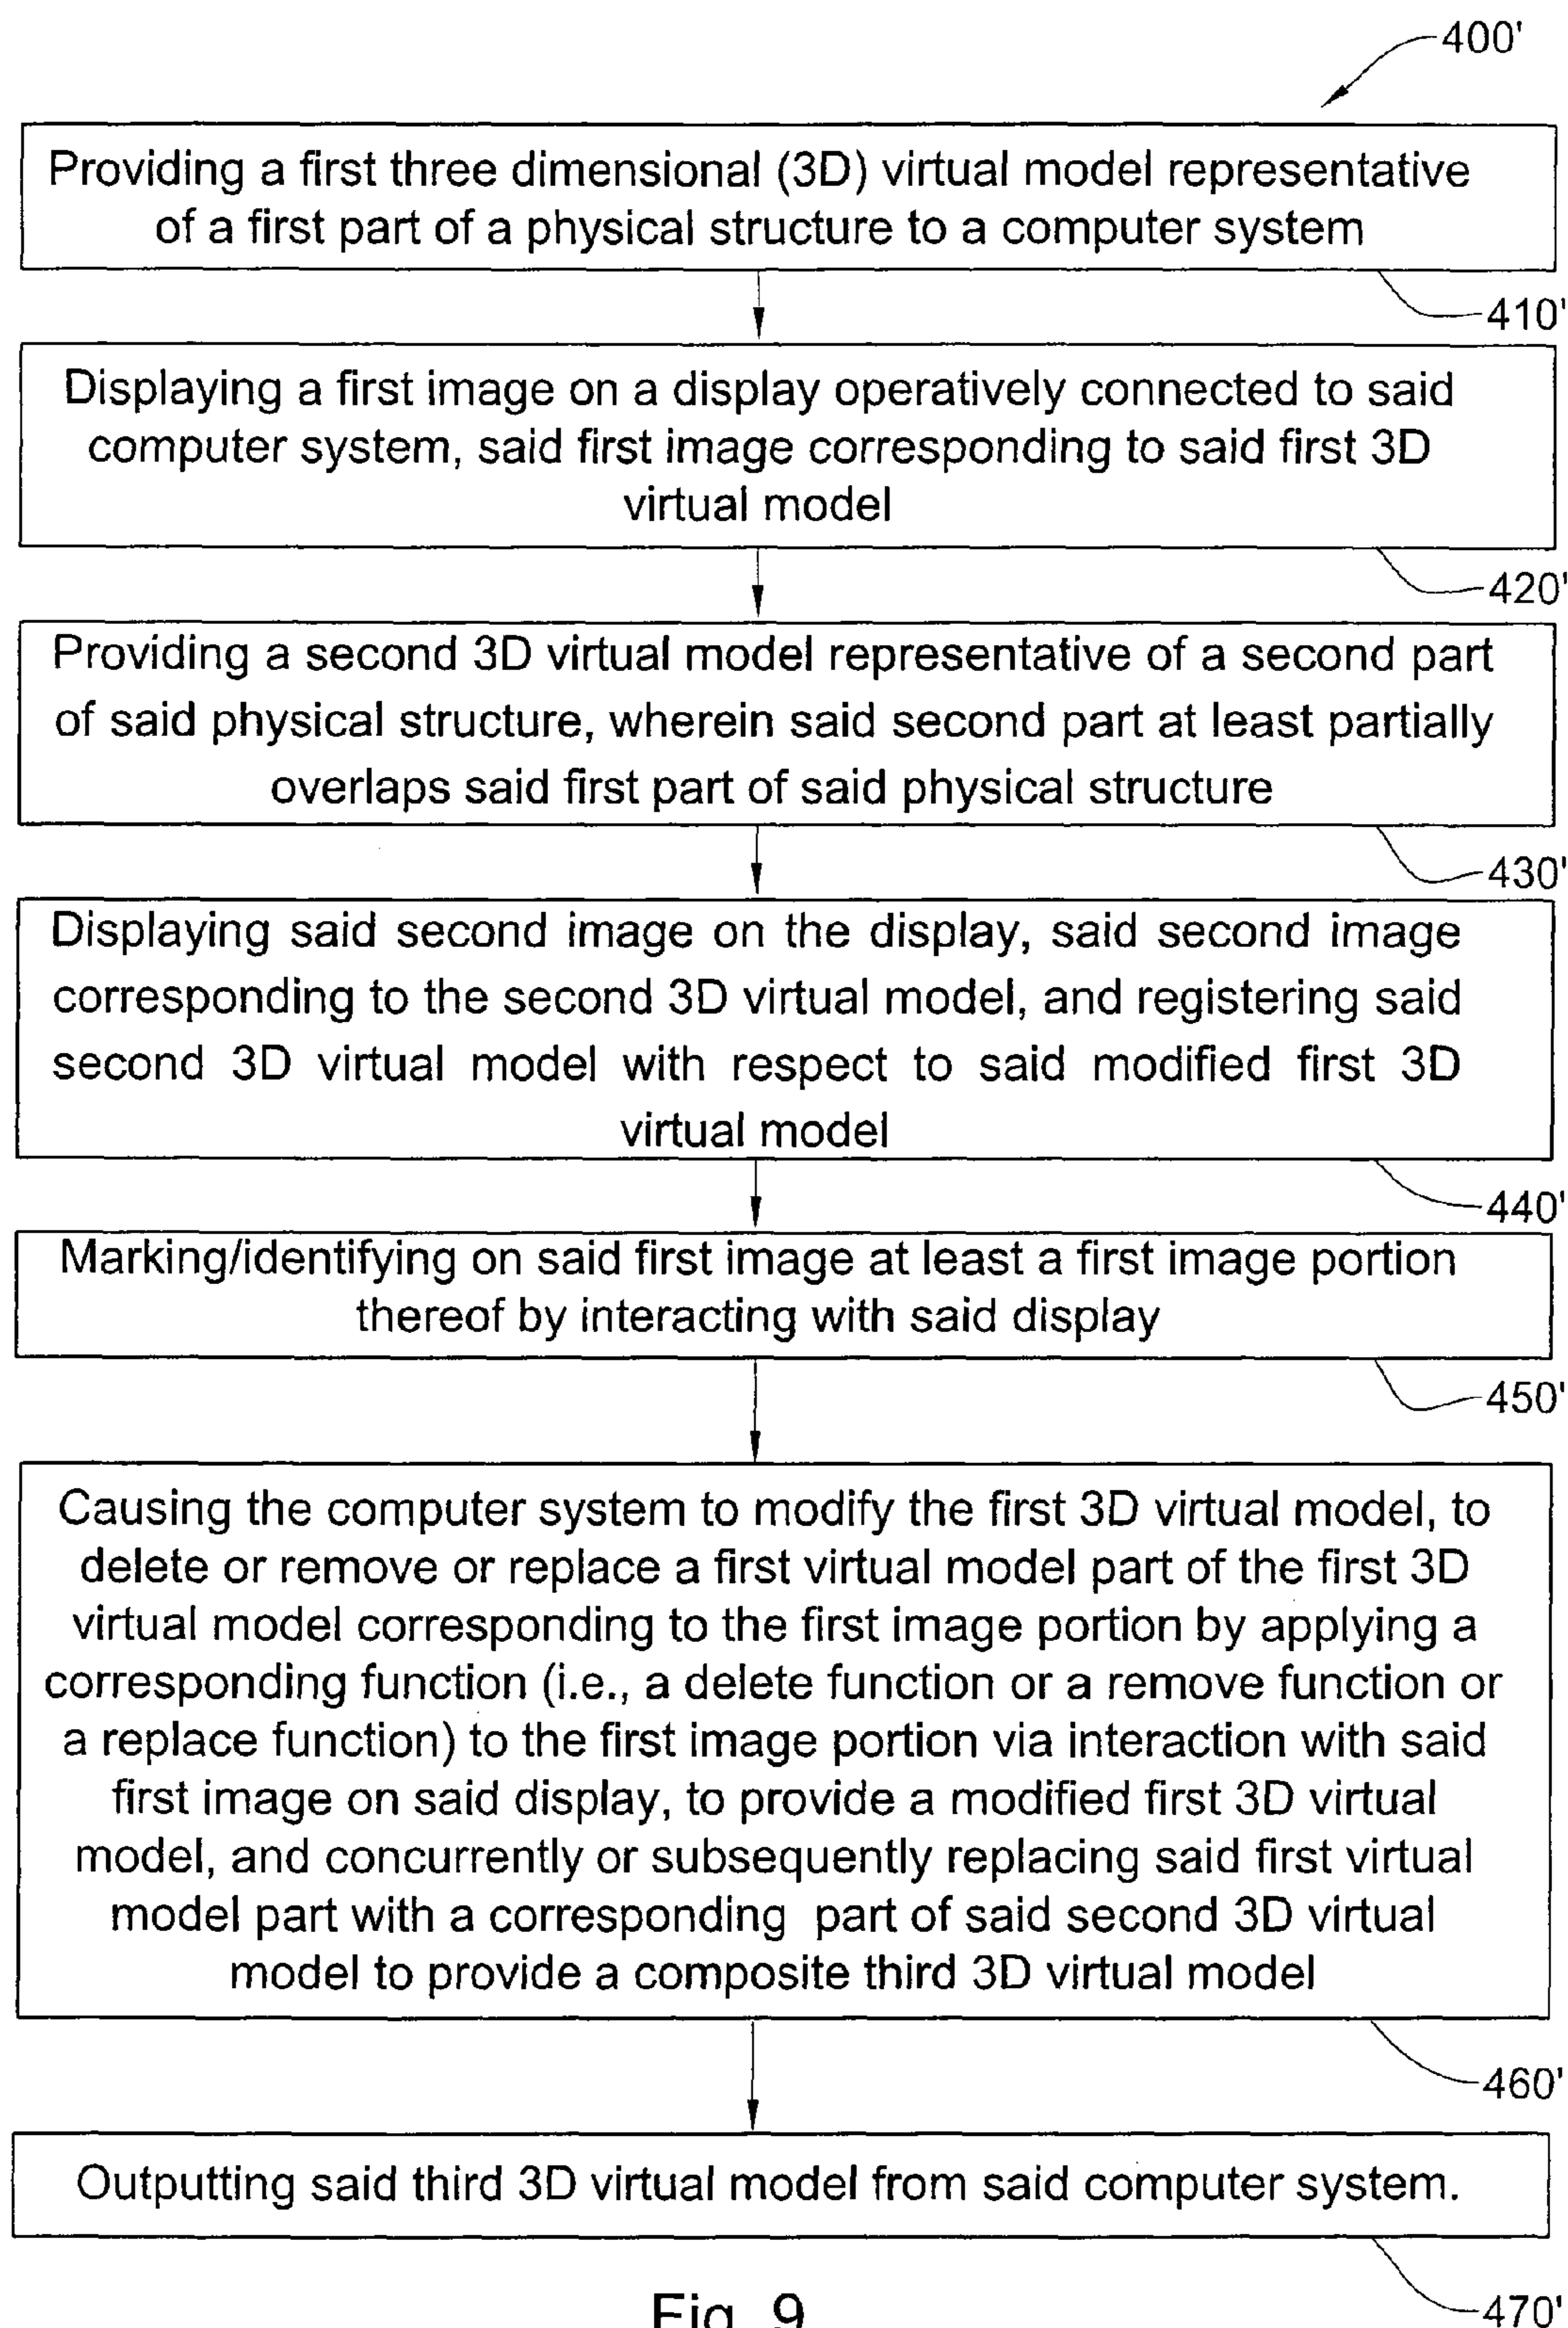 400'
Providing a first three dimensional (3D) virtual model representative
of a first part of a physical structure to a computer system
410'
Displaying a first image on a display operatively connected to said
computer system, said first image corresponding to said first 3D
virtual model
420'
Providing a second 3D virtual model representative of a second part
of said physical structure, wherein said second part at least partially
overlaps said first part of said physical structure
430'
Displaying said second image on the display, said second image
corresponding to the second 3D virtual model, and registering said
second 3D virtual model with respect to said modified first 3D
virtual model
440'
Marking/identifying on said first image at least a first image portion
thereof by interacting with said display
450'
Causing the computer system to modify the first 3D virtual model, to
delete or remove or replace a first virtual model part of the first 3D
virtual model corresponding to the first image portion by applying a
corresponding function (i.e., a delete function or a remove function or
a replace function) to the first image portion via interaction with said
first image on said display, to provide a modified first 3D virtual
model, and concurrently or subsequently replacing said first virtual
model part with a corresponding part of said second 3D virtual
model to provide a composite third 3D virtual model
460'
Outputting said third 3D virtual model from said computer system.
470'
Fig. 9